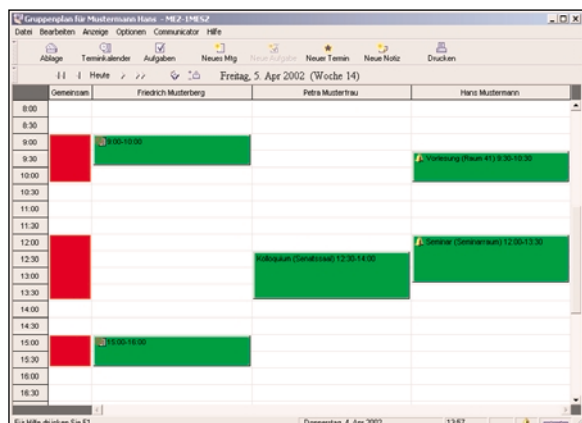 Gruppenplan für Mustermann Hans - ME2-1MES2
Datei Bearbeiten Anzeige Optionen Communicator Hilfe
Ablage Terminkalender Aufgaben Neues Mtg Neue Aufgabe Neuer Termin Neue Notiz Drucken
Heute Freitag, 5. Apr 2002 (Woche 14)
Gemeinsam Friedrich Musterberg Petra Musterfrau Hans Mustermann
8:00
8:30
9:00 9:00-10:00
9:30 Vorlesung (Raum 41) 9:30-10:30
10:00
10:30
11:00
11:30
12:00 Seminar (Seminarraum) 12:00-13:30
12:30 Kolloquium (Senatssaal) 12:30-14:00
13:00
13:30
14:00
14:30
15:00 15:00-16:00
15:30
16:00
16:30
Für Hilfe drücken Sie F1 Donnerstag, 4. Apr 2002 13:57